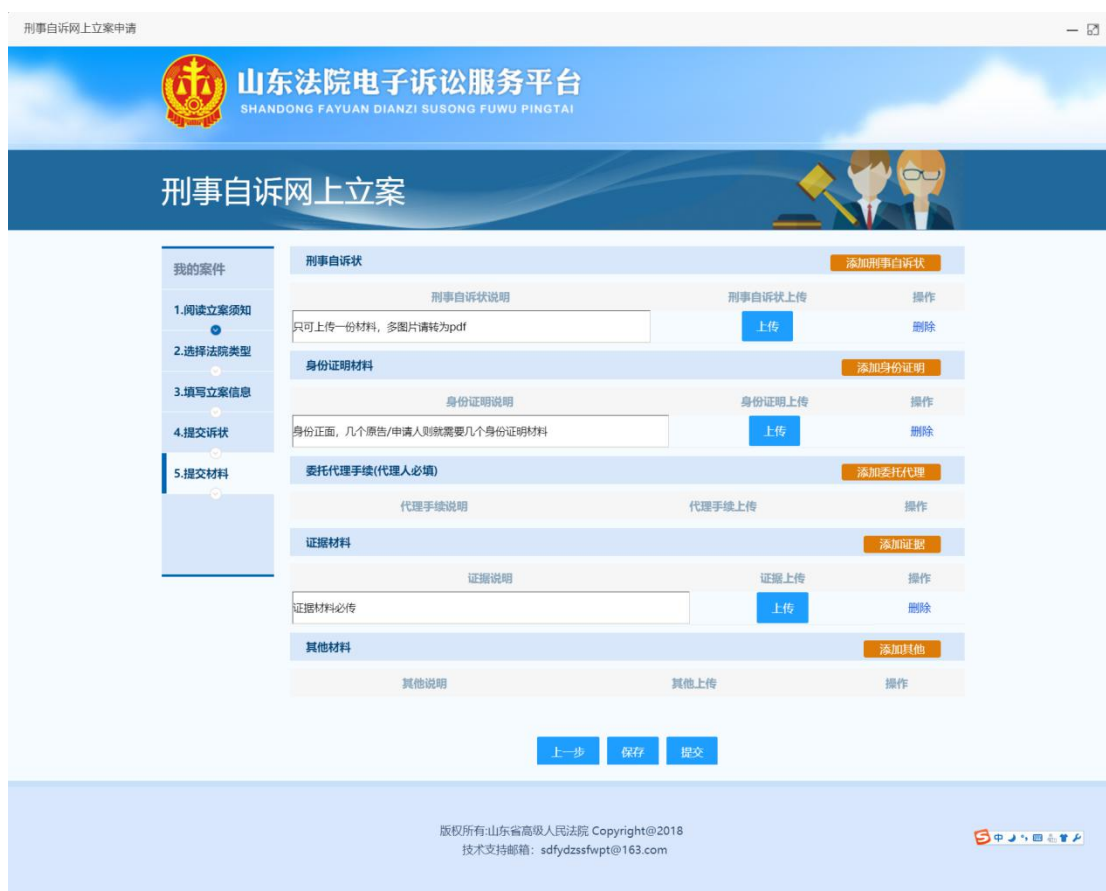 刑事自诉网上立案申请
山东法院电子诉讼服务平台
SHANDONG FAYUAN DIANZI SUSONG FUWU PINGTAI
刑事自诉网上立案
我的案件
1.阅读立案须知
2.选择法院类型
3.填写立案信息
4.提交诉状
5.提交材料
刑事自诉状 添加刑事自诉状
刑事自诉状说明 刑事自诉状上传 操作
只可上传一份材料，多图片请转为pdf 上传 删除
身份证明材料 添加身份证明
身份证明说明 身份证明上传 操作
身份正面，几个原告/申请人则就需要几个身份证明材料 上传 删除
委托代理手续(代理人必填) 添加委托代理
代理手续说明 代理手续上传 操作
证据材料 添加证据
证据说明 证据上传 操作
证据材料必传 上传 删除
其他材料 添加其他
其他说明 其他上传 操作
上一步 保存 提交
版权所有:山东省高级人民法院 Copyright@2018
技术支持邮箱：sdfydzssfwpt@163.com
中